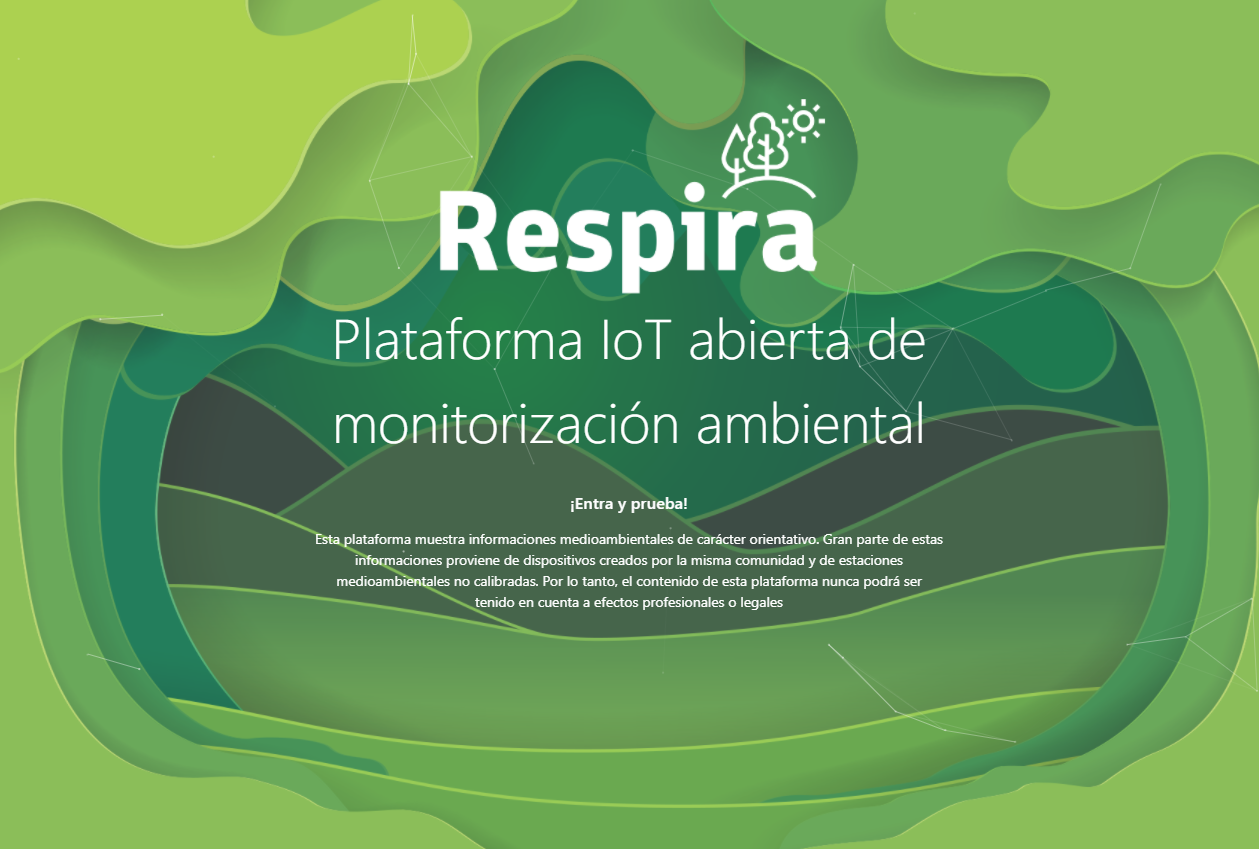 Respira
Plataforma IoT abierta de
monitorización ambiental
¡Entra y prueba!
Esta plataforma muestra informaciones medioambientales de carácter orientativo. Gran parte de estas
informaciones proviene de dispositivos creados por la misma comunidad y de estaciones
medioambientales no calibradas. Por lo tanto, el contenido de esta plataforma nunca podrá ser
tenido en cuenta a efectos profesionales o legales